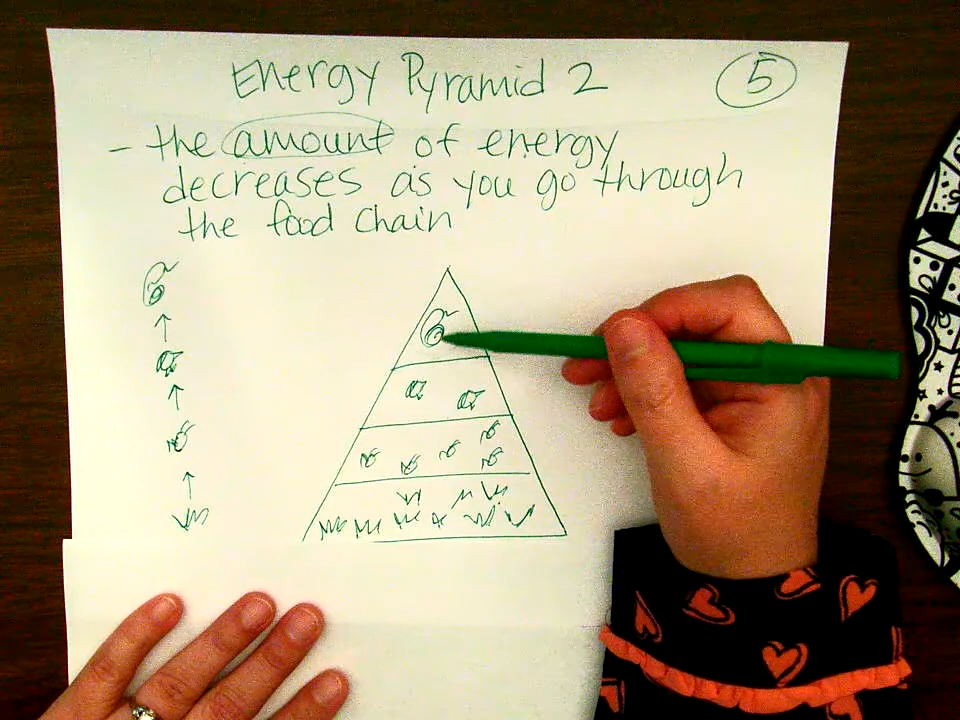 Energy Pyramid 2
5
- the amount of energy
decreases as you go through
the food chain